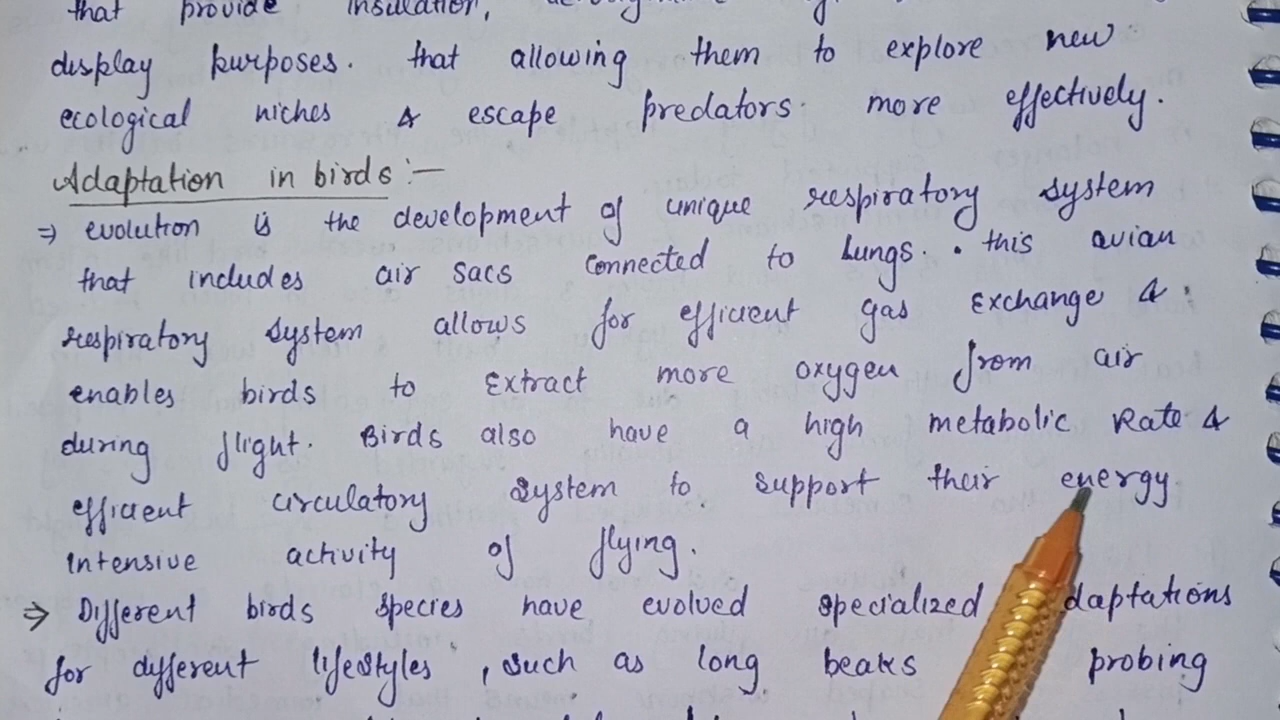 that provide insulation,
display purposes. that allowing them to explore new
ecological niches & escape predators more effectively.
Adaptation in birds :-
⇒ evolution is the development of unique respiratory system
that includes air sacs connected to lungs. . this avian
respiratory system allows for efficient gas exchange &
enables birds to Extract more oxygen from air
during flight. Birds also have a high metabolic Rate &
efficient circulatory system to support their energy
intensive activity of flying.
⇒ Different birds species have evolved specialized daptations
for different lifestyles , such as long beaks probing